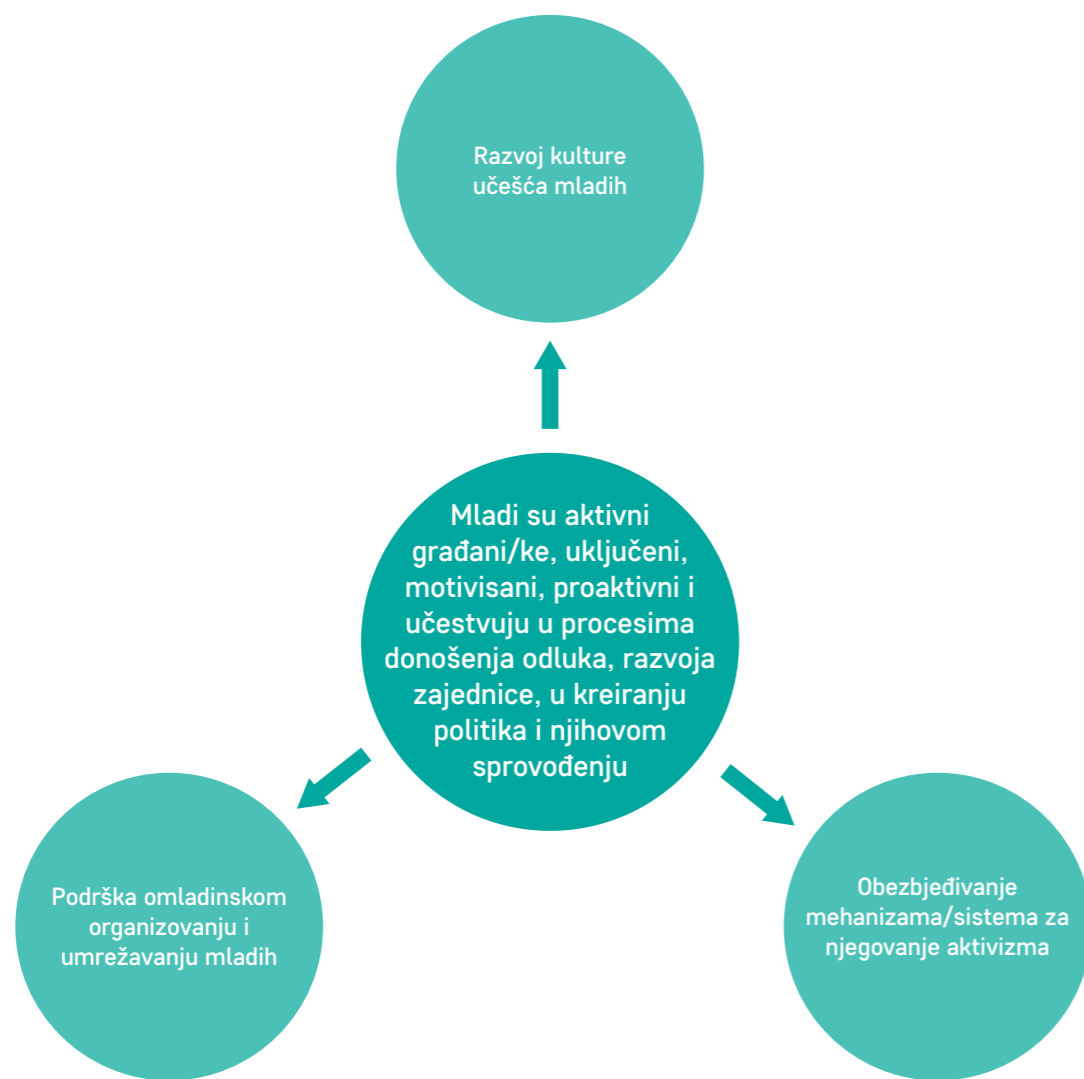 Razvoj kulture
učešća mladih
Mladi su aktivni
građani/ke, uključeni,
motivisani, proaktivni i
učestvuju u procesima
donošenja odluka, razvoja
zajednice, u kreiranju
politika i njihovom
sprovođenju
Podrška omladinskom
organizovanju i
umrežavanju mladih
Obezbjeđivanje
mehanizama/sistema za
njegovanje aktivizma